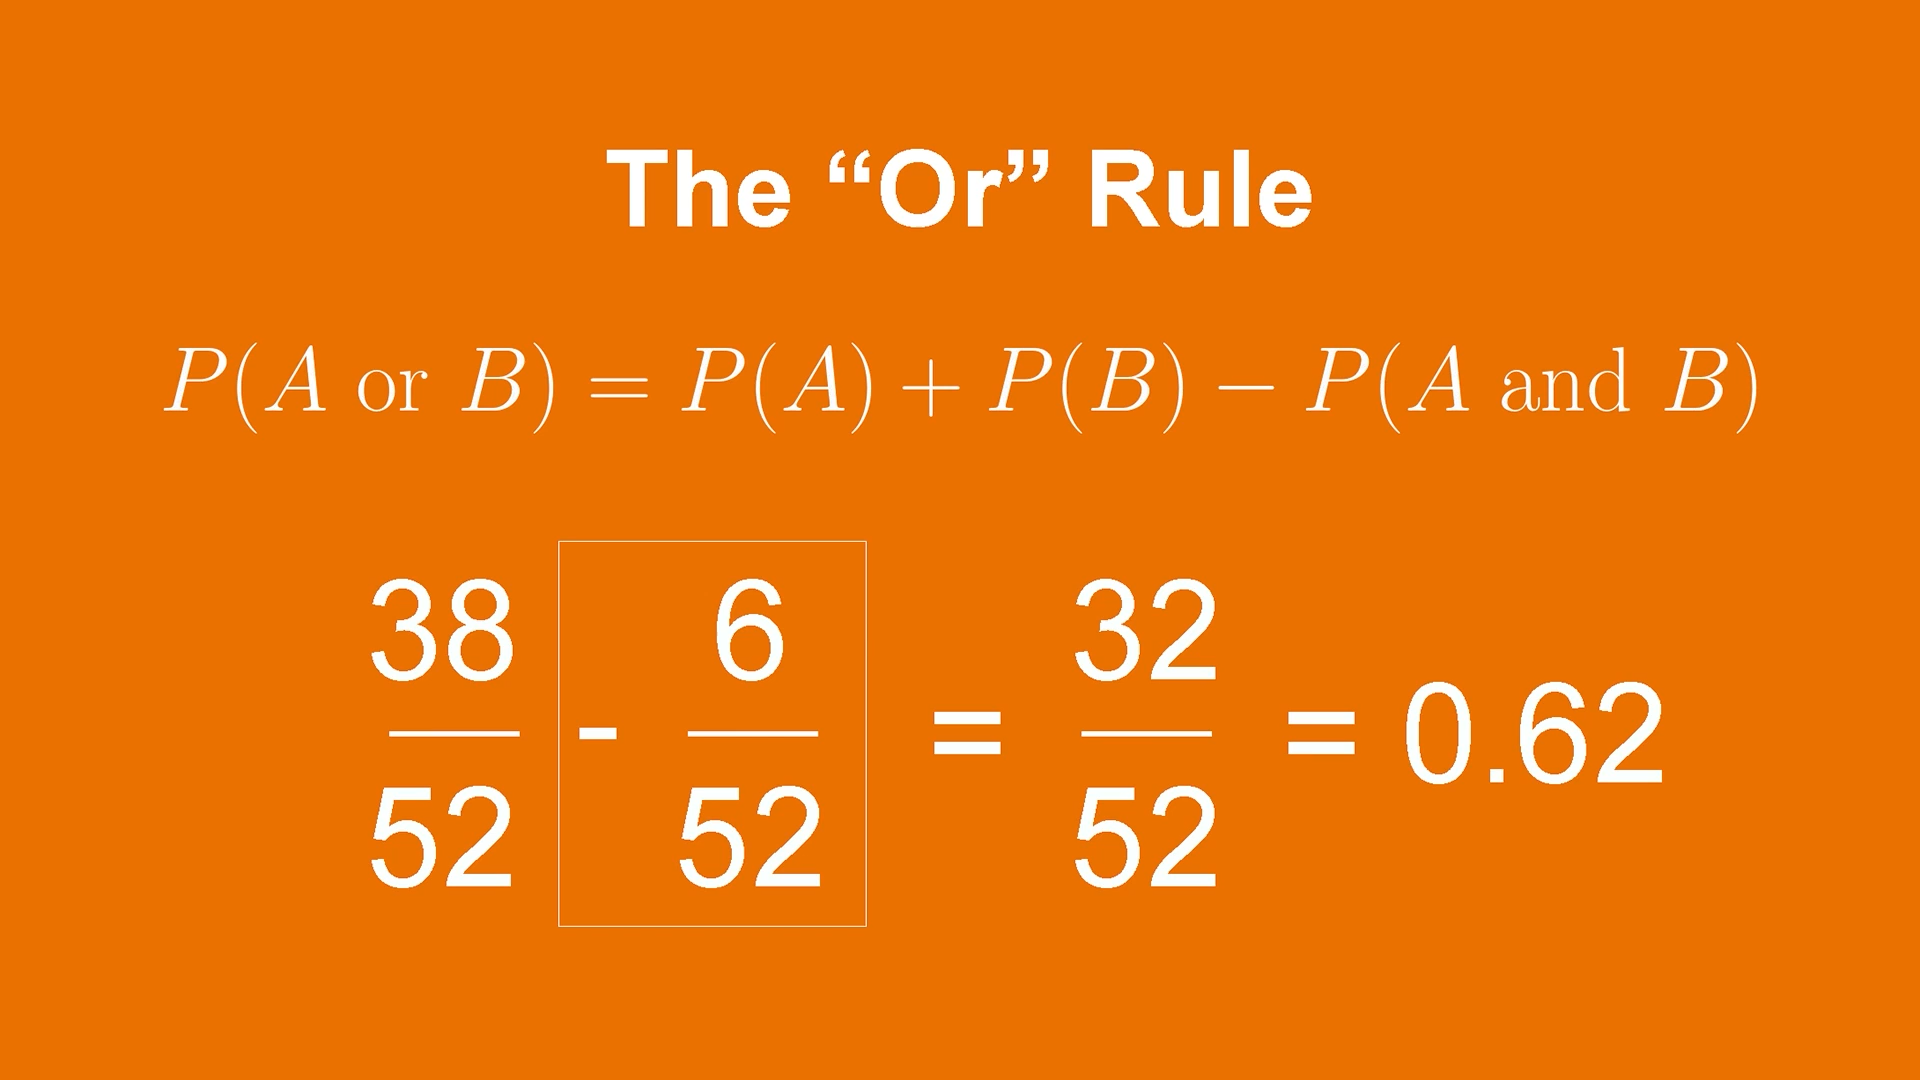 The “Or” Rule
P(A or B) = P(A) + P(B) − P(A and B)
38/52 - 6/52 = 32/52 = 0.62